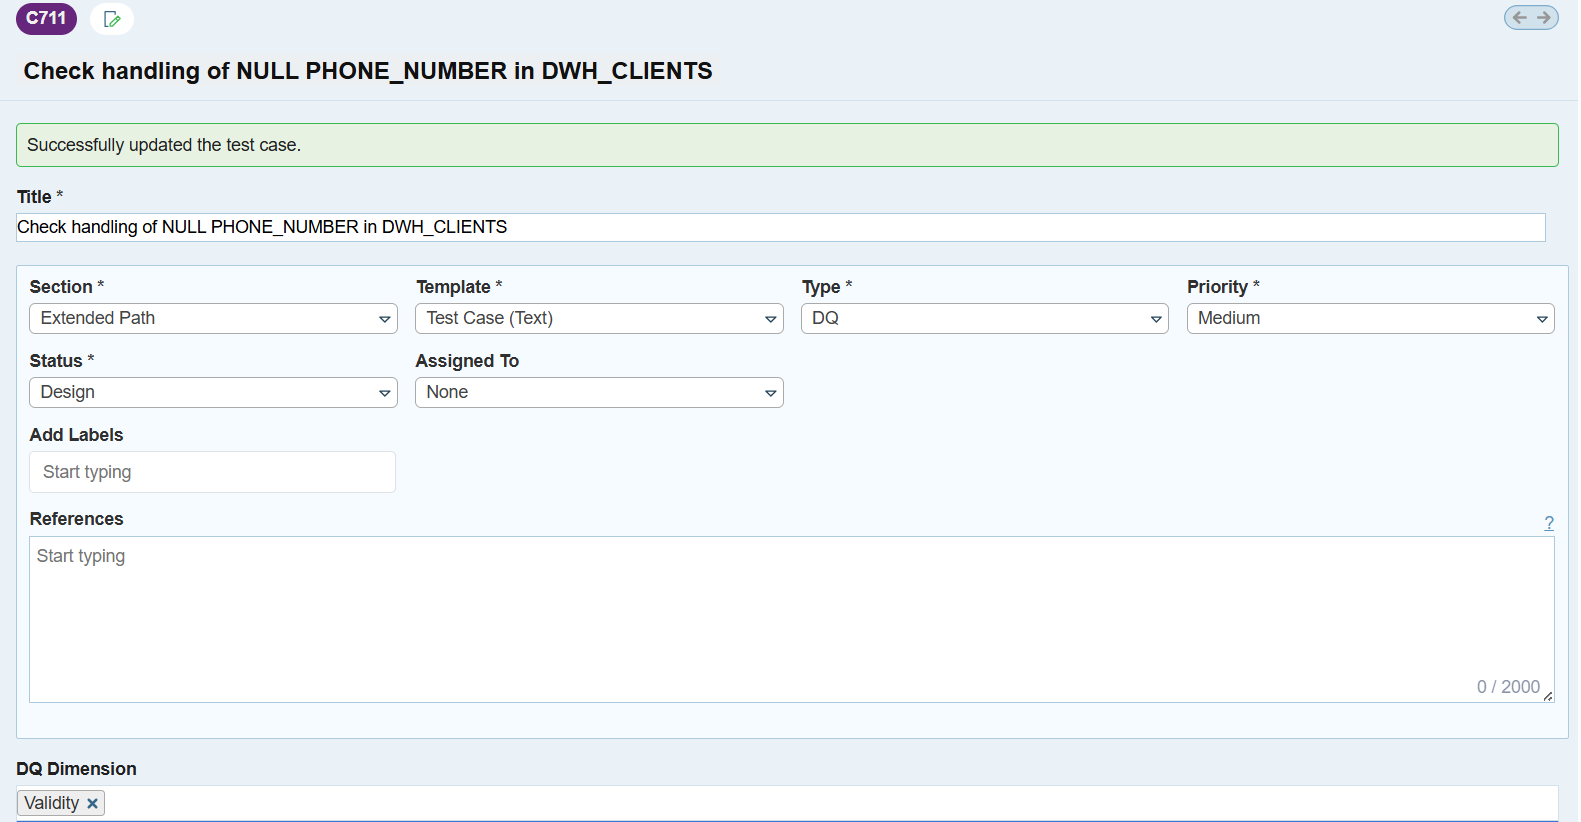 C711
Check handling of NULL PHONE_NUMBER in DWH_CLIENTS
Successfully updated the test case.
Title *
Check handling of NULL PHONE_NUMBER in DWH_CLIENTS
Section * Template * Type * Priority *
Extended Path Test Case (Text) DQ Medium
Status * Assigned To
Design None
Add Labels
Start typing
References ?
Start typing
0 / 2000
DQ Dimension
Validity